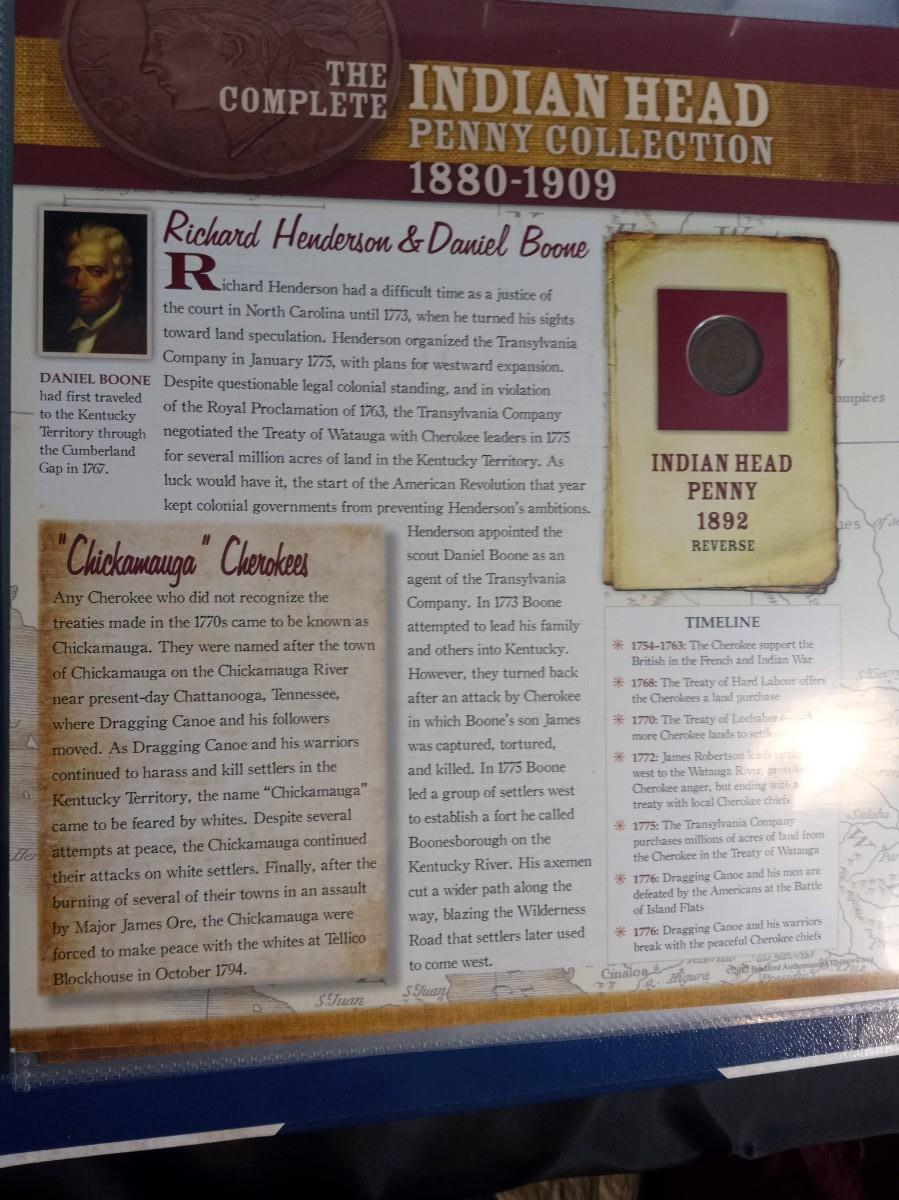 THE COMPLETE
INDIAN HEAD
PENNY COLLECTION
1880-1909
Richard Henderson & Daniel Boone
Richard Henderson had a difficult time as a justice of
the court in North Carolina until 1773, when he turned his sights
toward land speculation. Henderson organized the Transylvania
Company in January 1775, with plans for westward expansion.
Despite questionable legal colonial standing, and in violation
of the Royal Proclamation of 1763, the Transylvania Company
negotiated the Treaty of Watauga with Cherokee leaders in 1775
for several million acres of land in the Kentucky Territory. As
luck would have it, the start of the American Revolution that year
kept colonial governments from preventing Henderson's ambitions.
Henderson appointed the
scout Daniel Boone as an
agent of the Transylvania
Company. In 1773 Boone
attempted to lead his family
and others into Kentucky.
However, they turned back
after an attack by Cherokee
in which Boone's son James
was captured, tortured,
and killed. In 1775 Boone
led a group of settlers west
to establish a fort he called
Boonesborough on the
Kentucky River. His axemen
cut a wider path along the
way, blazing the Wilderness
Road that settlers later used
to come west.
DANIEL BOONE
had first traveled
to the Kentucky
Territory through
the Cumberland
Gap in 1767.
"Chickamauga" Cherokees
Any Cherokee who did not recognize the
treaties made in the 1770s came to be known as
Chickamauga. They were named after the town
of Chickamauga on the Chickamauga River
near present-day Chattanooga, Tennessee,
where Dragging Canoe and his followers
moved. As Dragging Canoe and his warriors
continued to harass and kill settlers in the
Kentucky Territory, the name "Chickamauga"
came to be feared by whites. Despite several
attempts at peace, the Chickamauga continued
their attacks on white settlers. Finally, after the
burning of several of their towns in an assault
by Major James Ore, the Chickamauga were
forced to make peace with the whites at Tellico
Blockhouse in October 1794.
INDIAN HEAD
PENNY
1892
REVERSE
TIMELINE
1754–1763: The Cherokee support the
British in the French and Indian War
1768: The Treaty of Hard Labour offers
the Cherokees a land purchase
1770: The Treaty of Lochaber
more Cherokee lands to
1772: James Robertson
west to the Watauga River,
Cherokee anger, but ending with a
treaty with local Cherokee chiefs
1775: The Transylvania Company
purchases millions of acres of land from
the Cherokee in the Treaty of Watauga
1776: Dragging Canoe and his men are
defeated by the Americans at the Battle
of Island Flats
1776: Dragging Canoe and his warriors
break with the peaceful Cherokee chiefs
Cinaloa
R. Higura
S. Juan
S. Juan